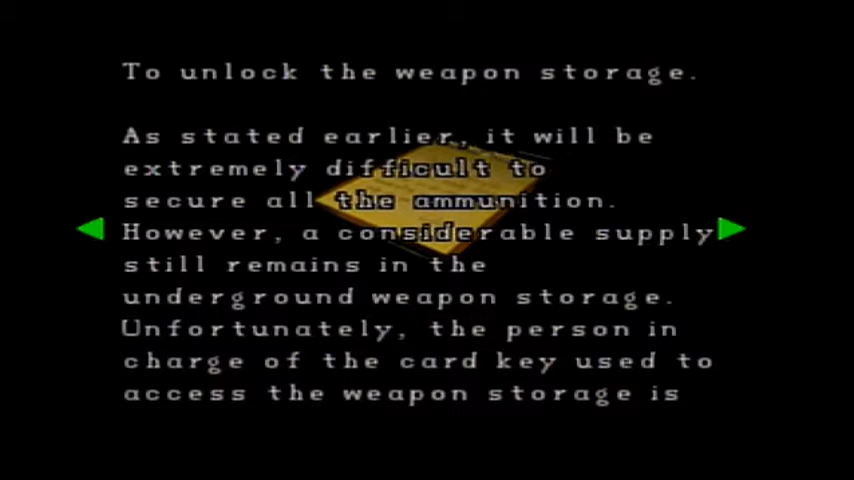 To unlock the weapon storage.
As stated earlier, it will be
extremely difficult to
secure all the ammunition.
However, a considerable supply
still remains in the
underground weapon storage.
Unfortunately, the person in
charge of the card key used to
access the weapon storage is